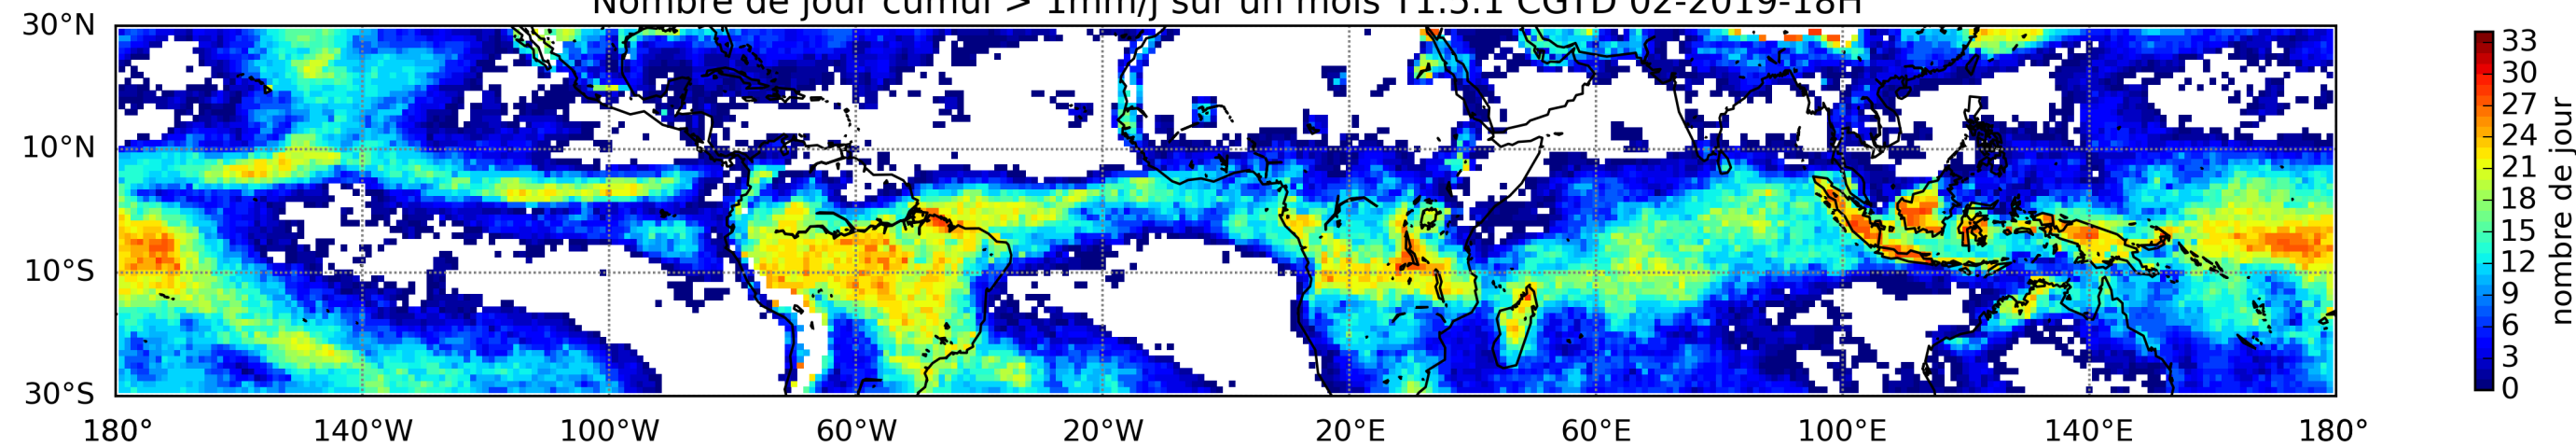 Nombre de jour cumul > 1mm/j sur un mois T1.5.1 CGTD 02-2019-18H
30°N
10°N
10°S
30°S
180° 140°W 100°W 60°W 20°W 20°E 60°E 100°E 140°E 180°
33
30
27
24
21
18
15
12
9
6
3
0
nombre de jour